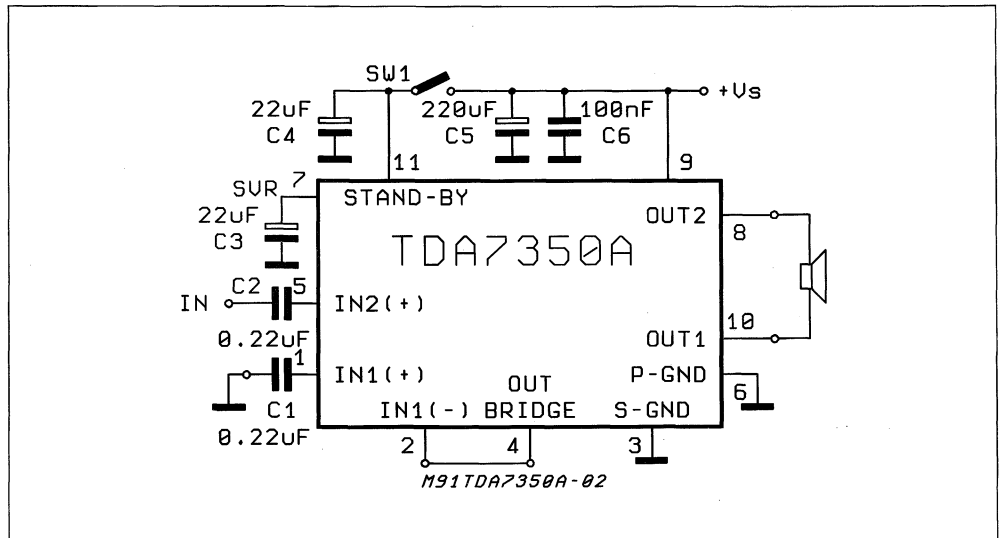 SW1
+Vs
22uF
C4
220uF
C5
100nF
C6
11
9
SVR
7
STAND-BY
OUT2
8
22uF
C3
TDA7350A
C2
5
IN
IN2(+)
0.22uF
10
OUT1
1
IN1(+)
OUT
P-GND
6
C1
IN1(-)
BRIDGE
S-GND
0.22uF
2
4
3
M91TDA7350A-02